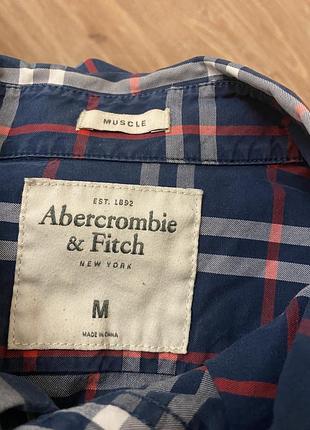 MUSCLE
EST. 1892
Abercrombie
& Fitch
NEW YORK
M
MADE IN CHINA